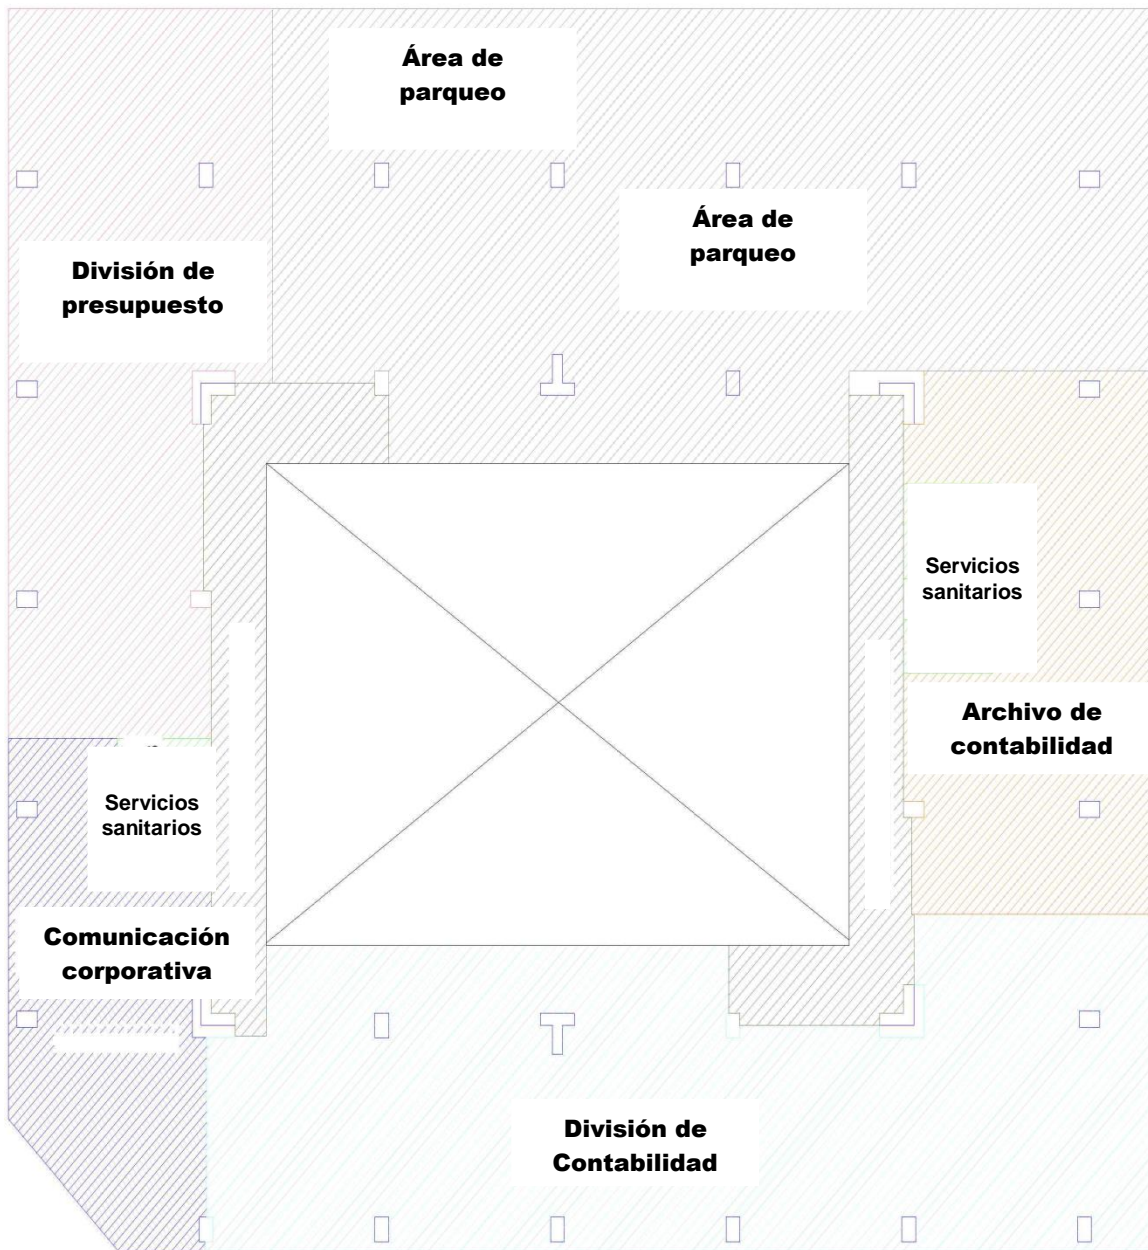 Área de
parqueo
Área de
parqueo
División de
presupuesto
Servicios
sanitarios
Archivo de
contabilidad
Servicios
sanitarios
Comunicación
corporativa
División de
Contabilidad